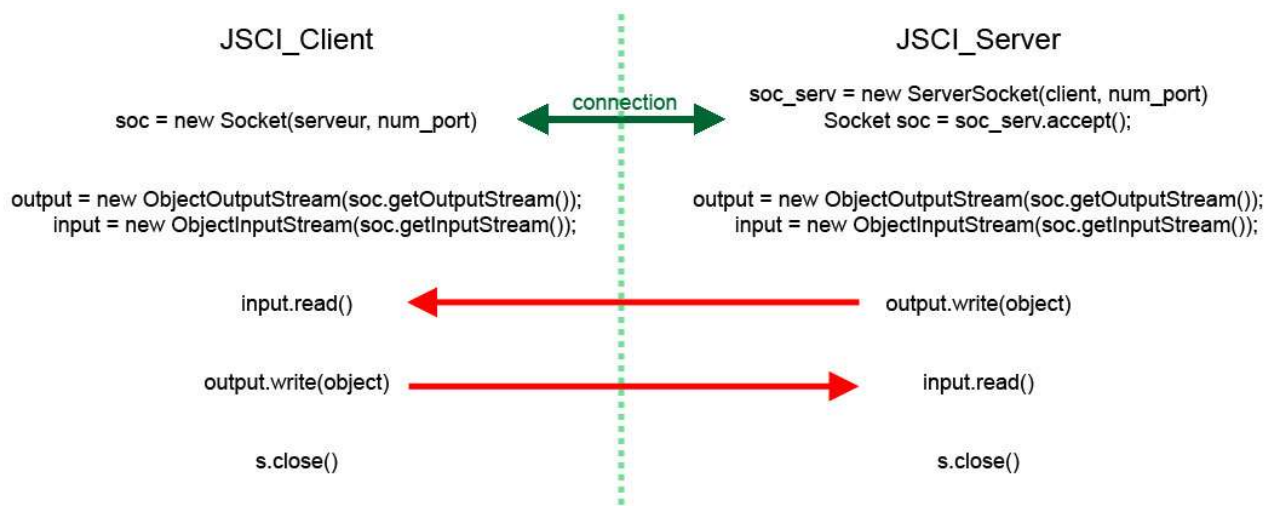 JSCI_Client
JSCI_Server
connection
soc = new Socket(serveur, num_port)
soc_serv = new ServerSocket(client, num_port)
Socket soc = soc_serv.accept();
output = new ObjectOutputStream(soc.getOutputStream());
input = new ObjectInputStream(soc.getInputStream());
output = new ObjectOutputStream(soc.getOutputStream());
input = new ObjectInputStream(soc.getInputStream());
input.read()
output.write(object)
output.write(object)
input.read()
s.close()
s.close()